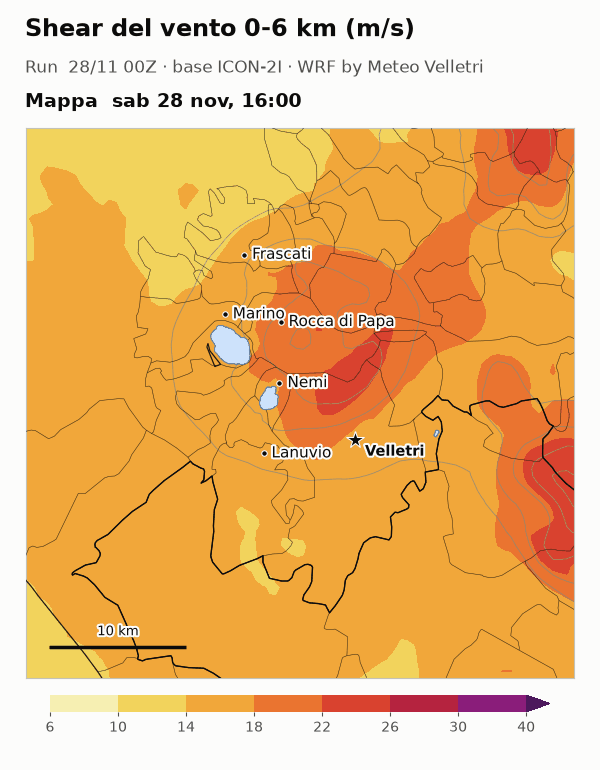 Shear del vento 0-6 km (m/s)
Run  28/11 00Z · base ICON-2I · WRF by Meteo Velletri
Mappa  sab 28 nov, 16:00
Frascati
Marino
Rocca di Papa
Nemi
Velletri
Lanuvio
10 km
6 10 14 18 22 26 30 40